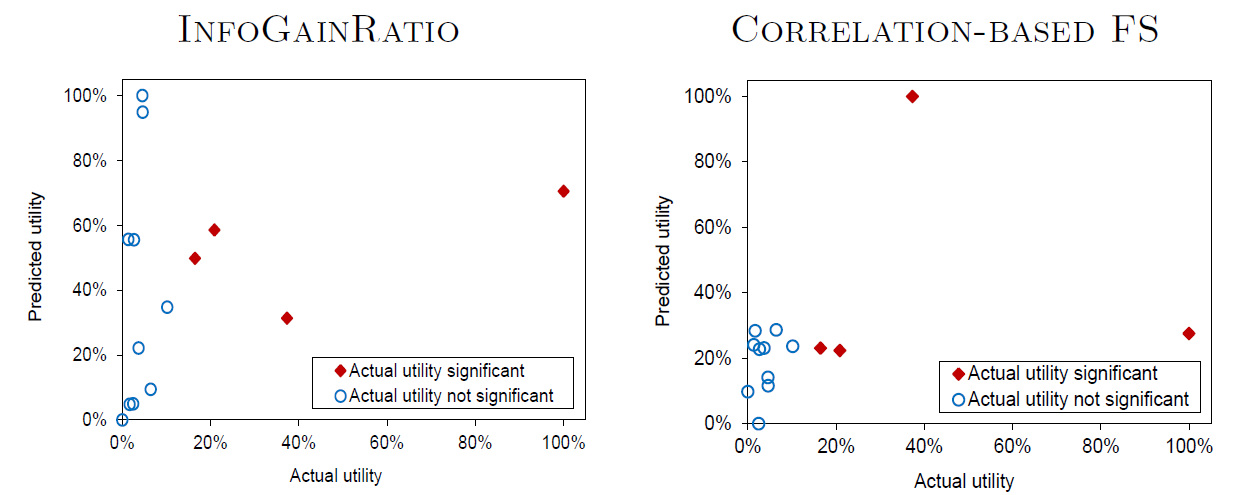 InfoGainRatio
100%
80%
60%
40%
20%
0%
Predicted utility
0% 20% 40% 60% 80% 100%
Actual utility
Actual utility significant
Actual utility not significant
Correlation-based FS
100%
80%
60%
40%
20%
0%
Predicted utility
0% 20% 40% 60% 80% 100%
Actual utility
Actual utility significant
Actual utility not significant